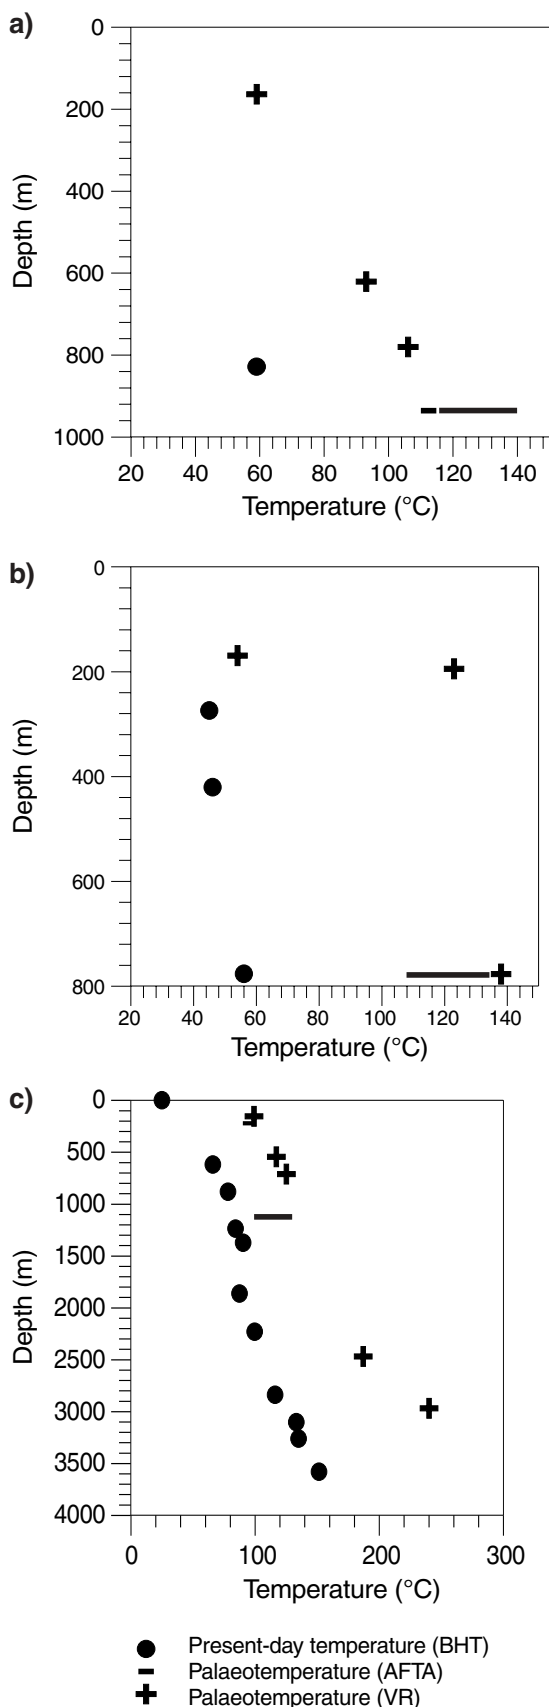 a)
0
200
400
600
800
1000
Depth (m)
20 40 60 80 100 120 140
Temperature (°C)
b)
0
200
400
600
800
Depth (m)
20 40 60 80 100 120 140
Temperature (°C)
c)
0
500
1000
1500
2000
2500
3000
3500
4000
Depth (m)
0 100 200 300
Temperature (°C)
Present-day temperature (BHT)
Palaeotemperature (AFTA)
Palaeotemperature (VR)